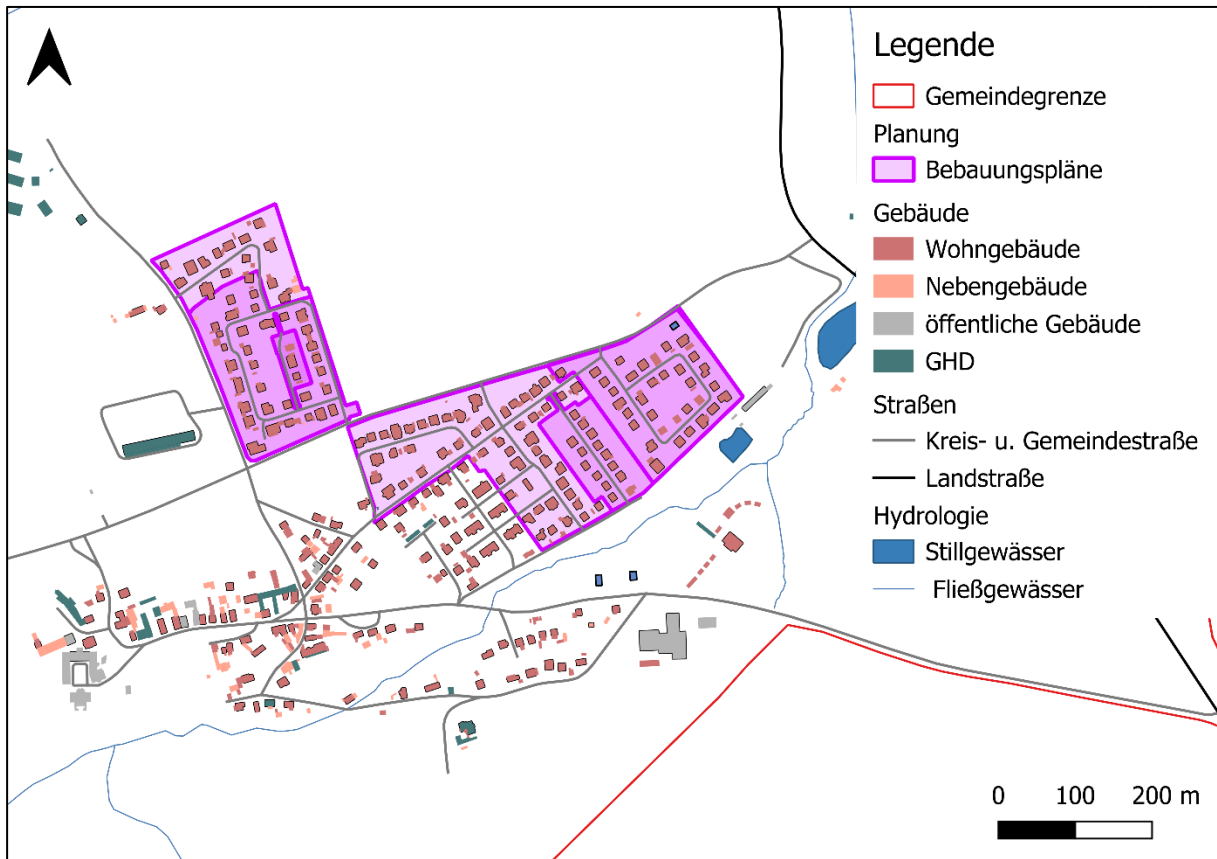 Legende
Gemeindegrenze
Planung
Bebauungspläne
Gebäude
Wohngebäude
Nebengebäude
öffentliche Gebäude
GHD
Straßen
Kreis- u. Gemeindestraße
Landstraße
Hydrologie
Stillgewässer
Fließgewässer
0 100 200 m